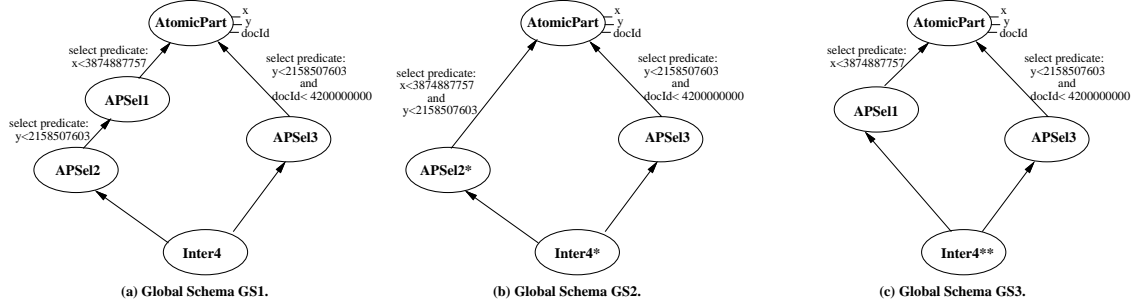 AtomicPart
x
y
docId
select predicate:
x<3874887757
select predicate:
y<2158507603
and
docId< 4200000000
APSel1
select predicate:
y<2158507603
APSel3
APSel2
Inter4
(a) Global Schema GS1.
AtomicPart
x
y
docId
select predicate:
x<3874887757
and
y<2158507603
select predicate:
y<2158507603
and
docId< 4200000000
APSel3
APSel2*
Inter4*
(b) Global Schema GS2.
AtomicPart
x
y
docId
select predicate:
x<3874887757
select predicate:
y<2158507603
and
docId< 4200000000
APSel1
APSel3
Inter4**
(c) Global Schema GS3.